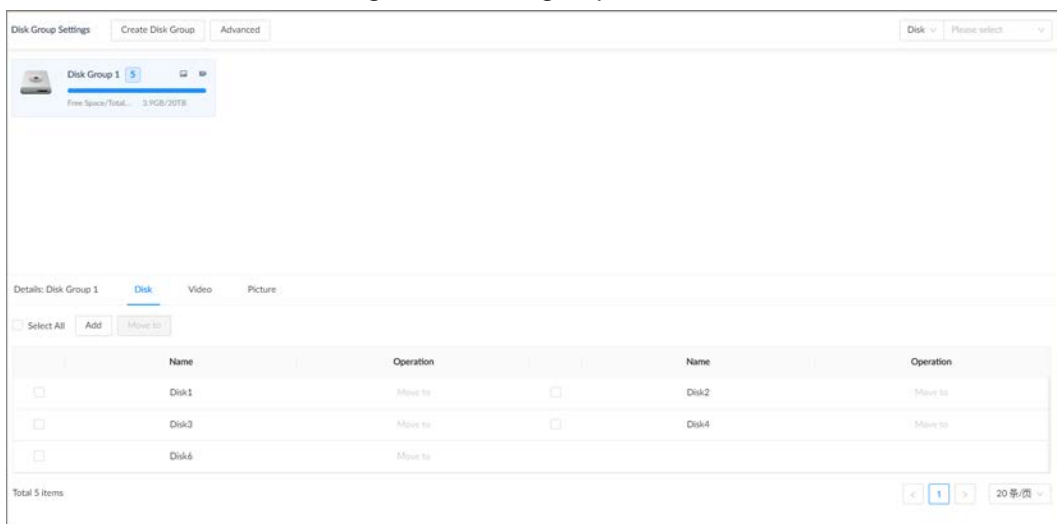 Disk Group Settings Create Disk Group Advanced Disk Please select
Disk Group 1 5
Free Space/Total... 3.9GB/20TB
Details: Disk Group 1 Disk Video Picture
Select All Add Move to
Name Operation Name Operation
Disk1 Move to Disk2 Move to
Disk3 Move to Disk4 Move to
Disk6 Move to
Total 5 items < 1 > 20 条/页